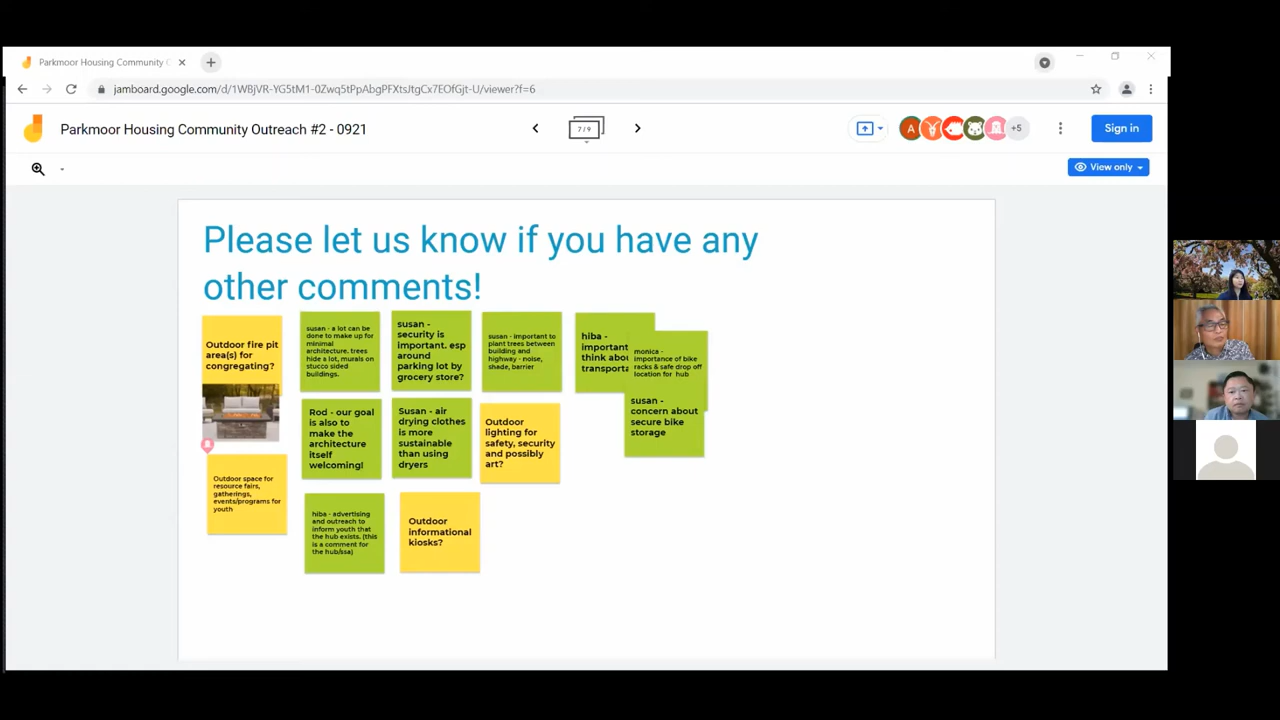 Parkmoor Housing Community
jamboard.google.com/d/1WBjVR-YG5tM1-0Zwq5tPpAbgPFXtsJtgCx7EOfGjt-U/viewer?f=6
Parkmoor Housing Community Outreach #2 - 0921
7/9
A
+5
Sign in
View only
Please let us know if you have any
other comments!
Outdoor fire pit
area(s) for
congregating?
susan - a lot can be
done to make up for
minimal
architecture. trees
hide a lot, murals on
stucco sided
buildings.
susan -
security is
important. esp
around
parking lot by
grocery store?
susan - important to
plant trees between
building and
highway - noise,
shade, barrier
hiba -
important
think abou
transporta
monica -
importance of bike
racks & safe drop off
location for hub
susan -
concern about
secure bike
storage
Rod - our goal
is also to
make the
architecture
itself
welcoming!
Susan - air
drying clothes
is more
sustainable
than using
dryers
Outdoor
lighting for
safety, security
and possibly
art?
Outdoor space for
resource fairs,
gatherings,
events/programs for
youth
hiba - advertising
and outreach to
inform youth that
the hub exists. (this
is a comment for
the hub/ssa)
Outdoor
informational
kiosks?